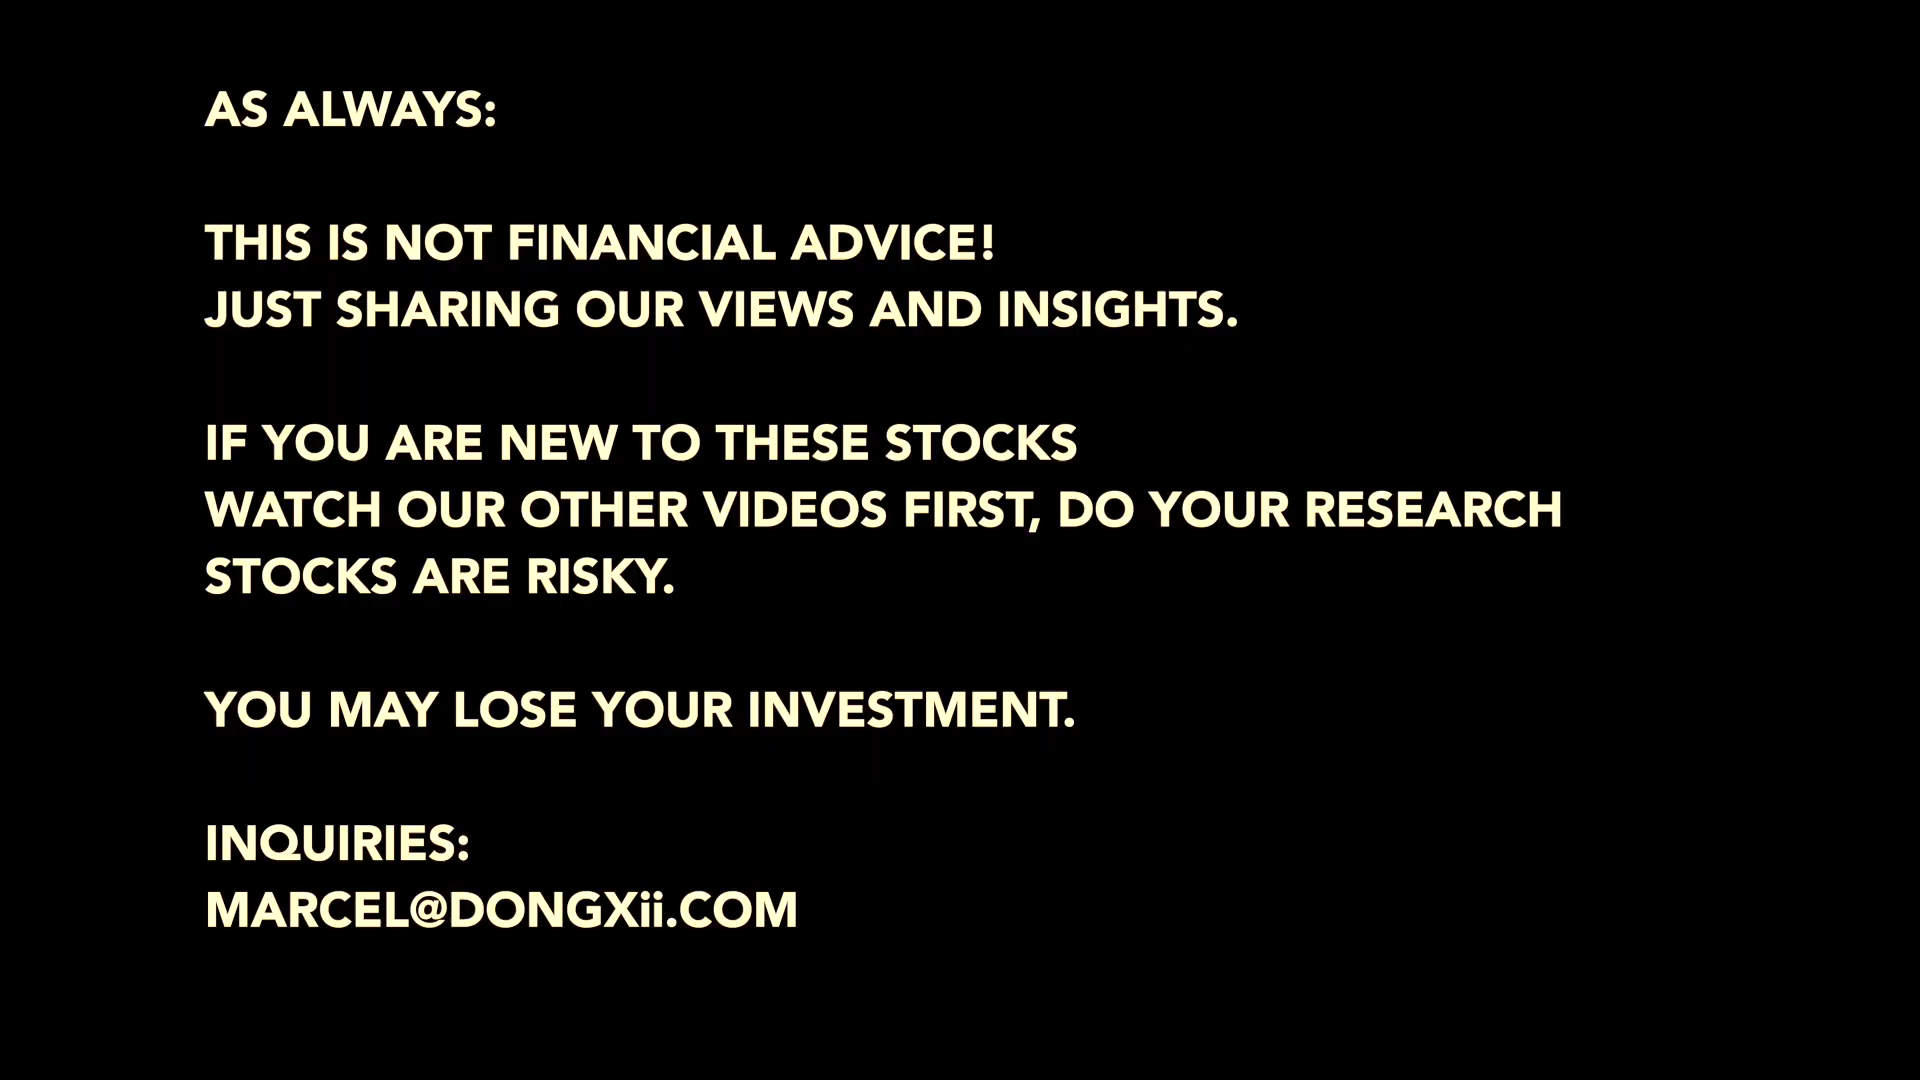 AS ALWAYS:
THIS IS NOT FINANCIAL ADVICE!
JUST SHARING OUR VIEWS AND INSIGHTS.
IF YOU ARE NEW TO THESE STOCKS
WATCH OUR OTHER VIDEOS FIRST, DO YOUR RESEARCH
STOCKS ARE RISKY.
YOU MAY LOSE YOUR INVESTMENT.
INQUIRIES:
MARCEL@DONGXii.COM